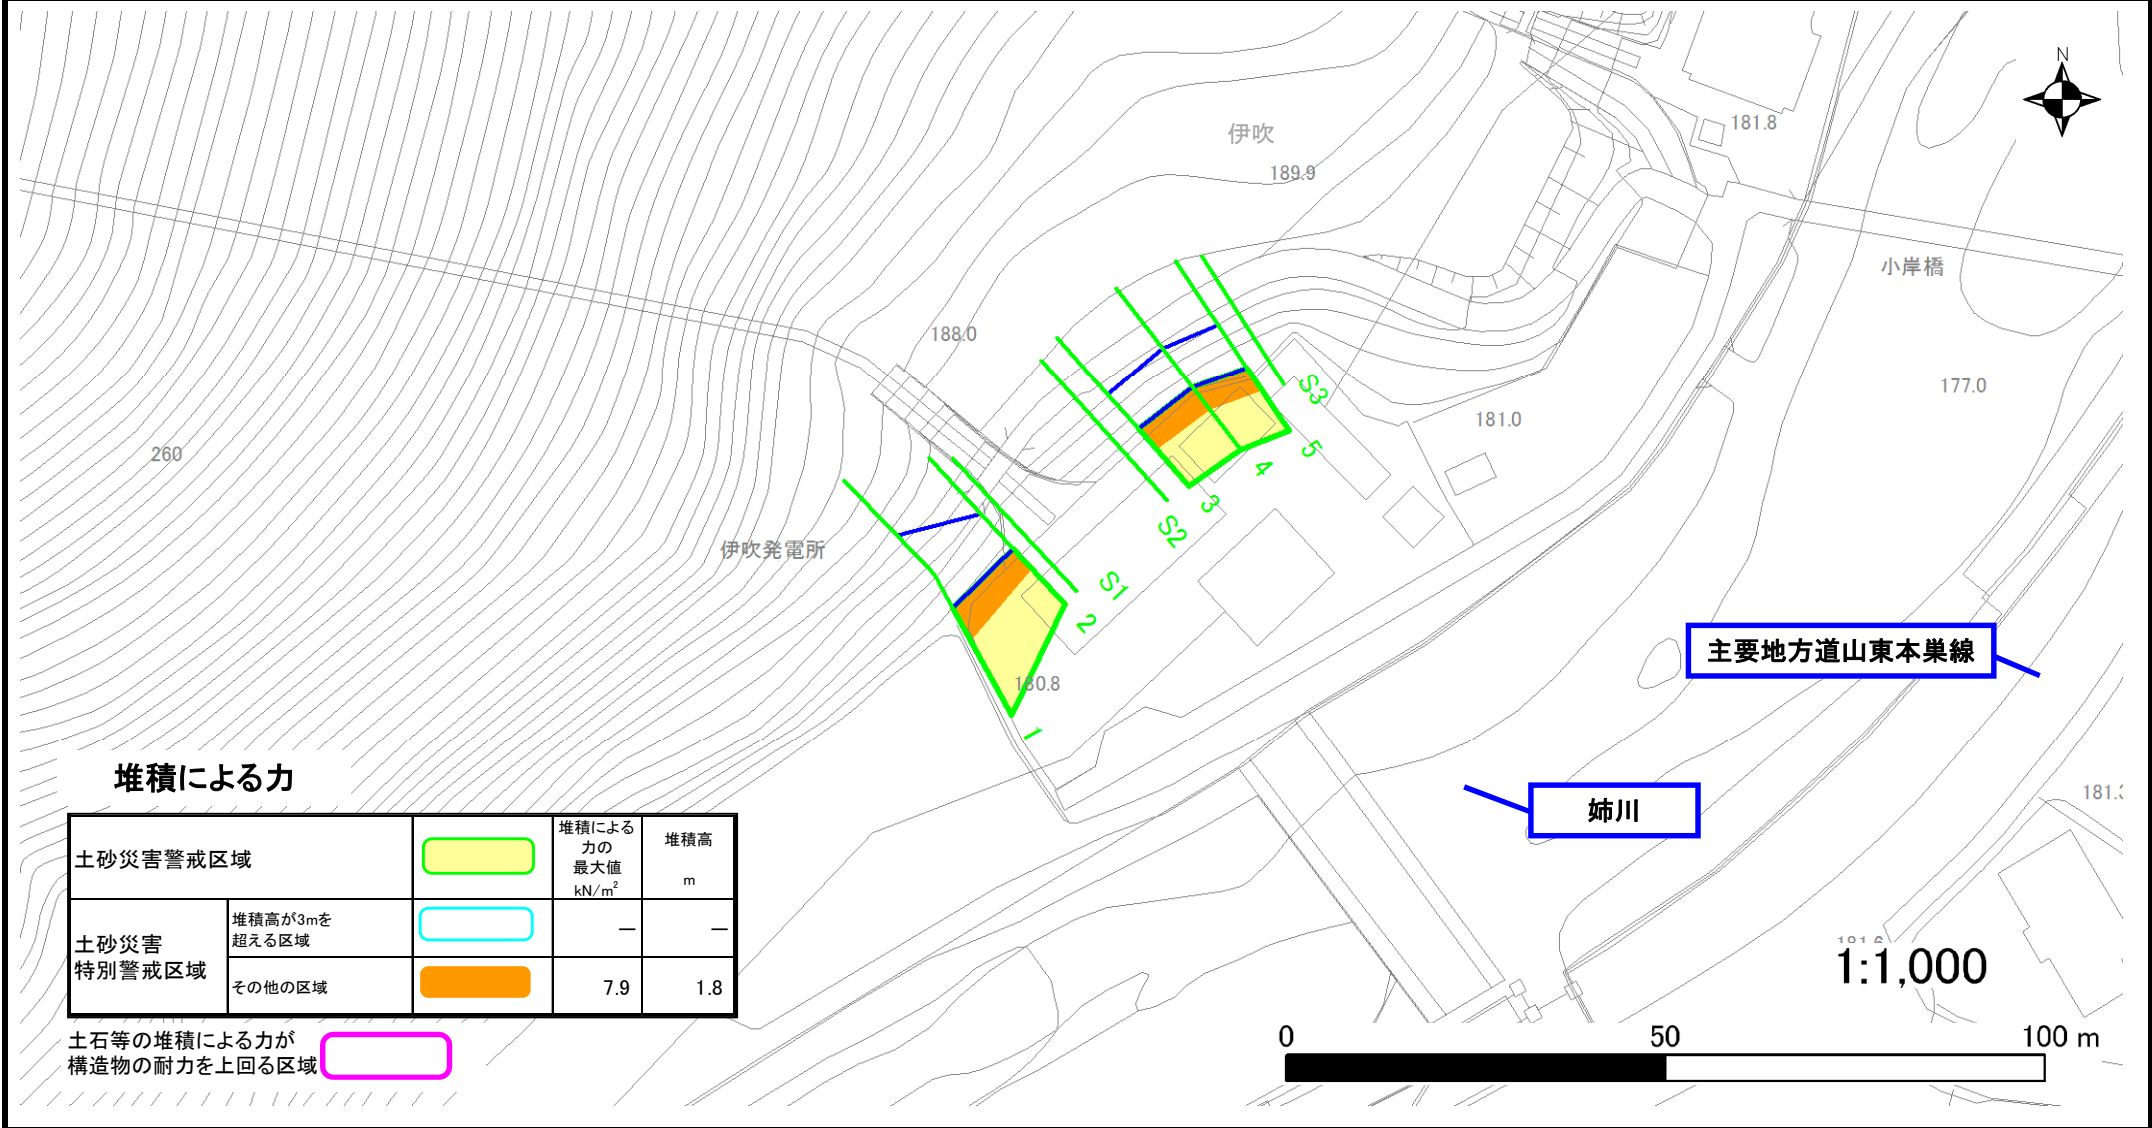 N
伊吹
189.9
181.8
小岸橋
188.0
177.0
181.0
260
伊吹発電所
S3
5
4
3
S2
S1
2
1
180.8
主要地方道山東本巣線
姉川
堆積による力
土砂災害警戒区域
堆積による
力の
最大値
kN/m²
堆積高
m
土砂災害
特別警戒区域
堆積高が3mを
超える区域
－
－
その他の区域
7.9
1.8
土石等の堆積による力が
構造物の耐力を上回る区域
181.6
1:1,000
0
50
100 m